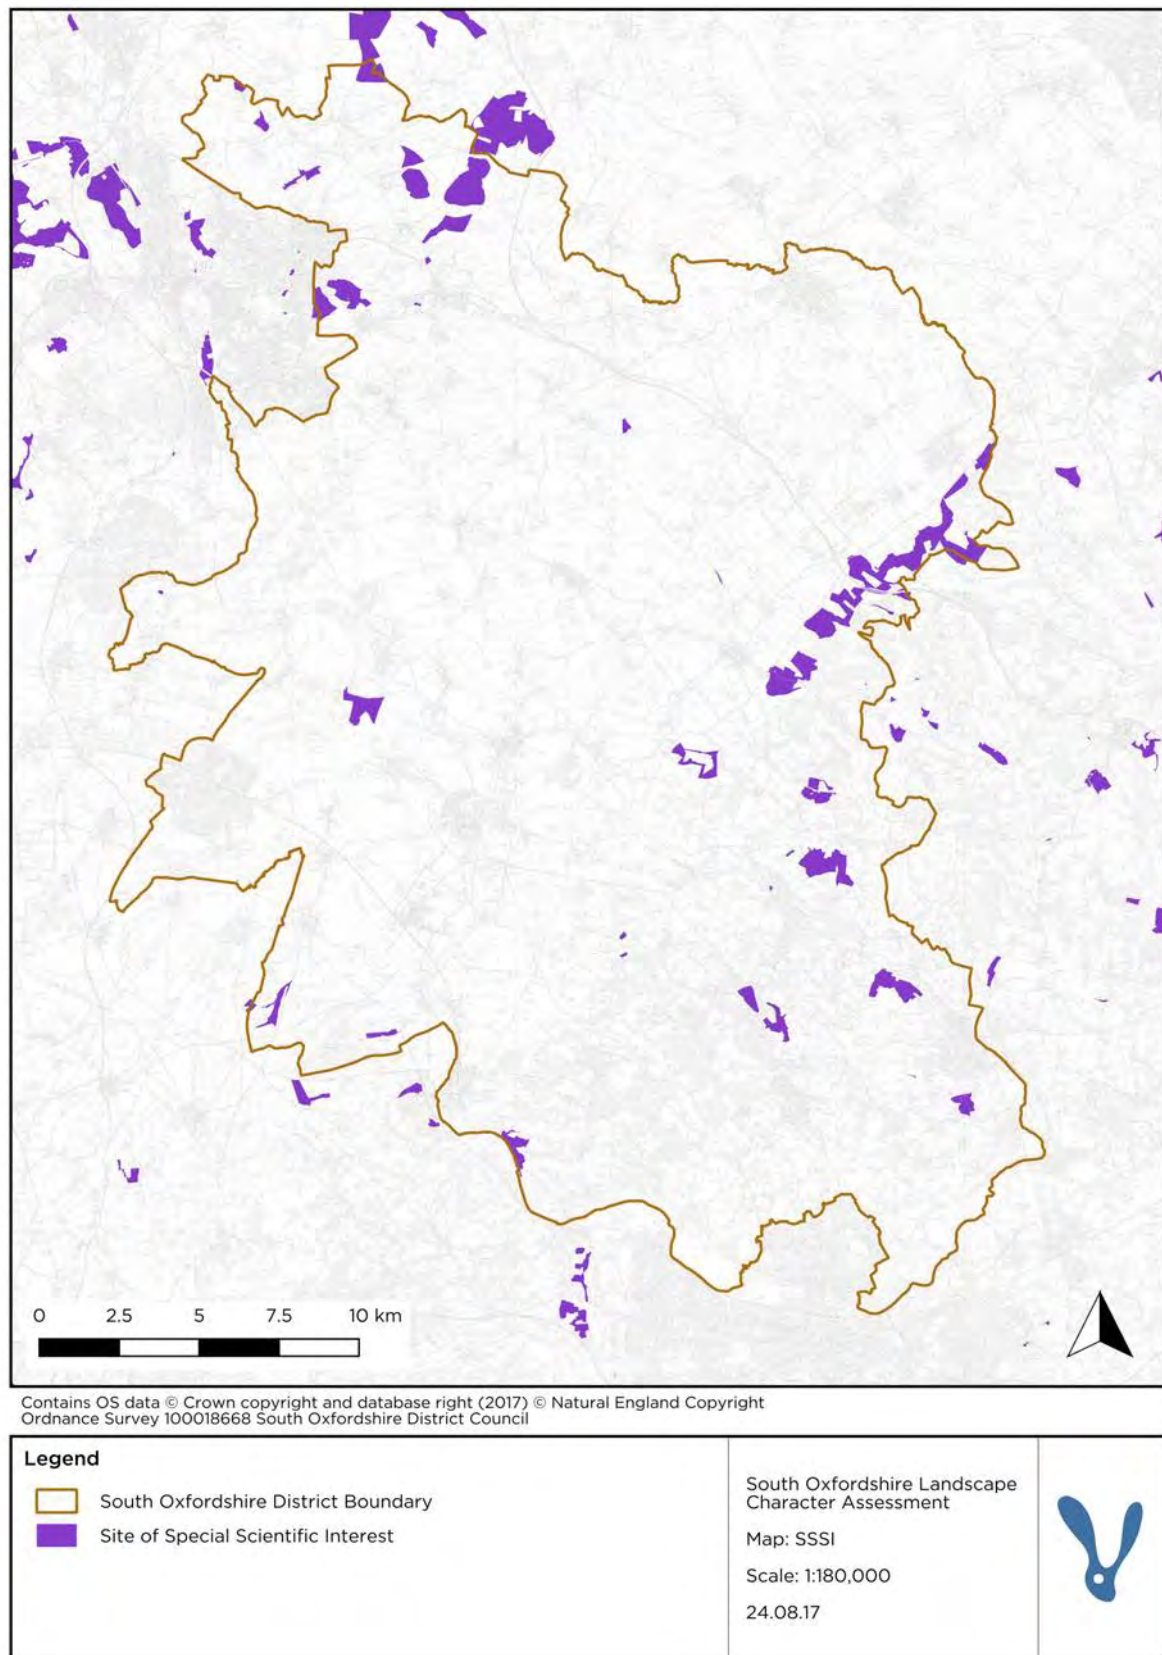 0 2.5 5 7.5 10 km
Contains OS data © Crown copyright and database right (2017) © Natural England Copyright
Ordnance Survey 100018668 South Oxfordshire District Council
Legend
South Oxfordshire District Boundary
Site of Special Scientific Interest
South Oxfordshire Landscape
Character Assessment
Map: SSSI
Scale: 1:180,000
24.08.17